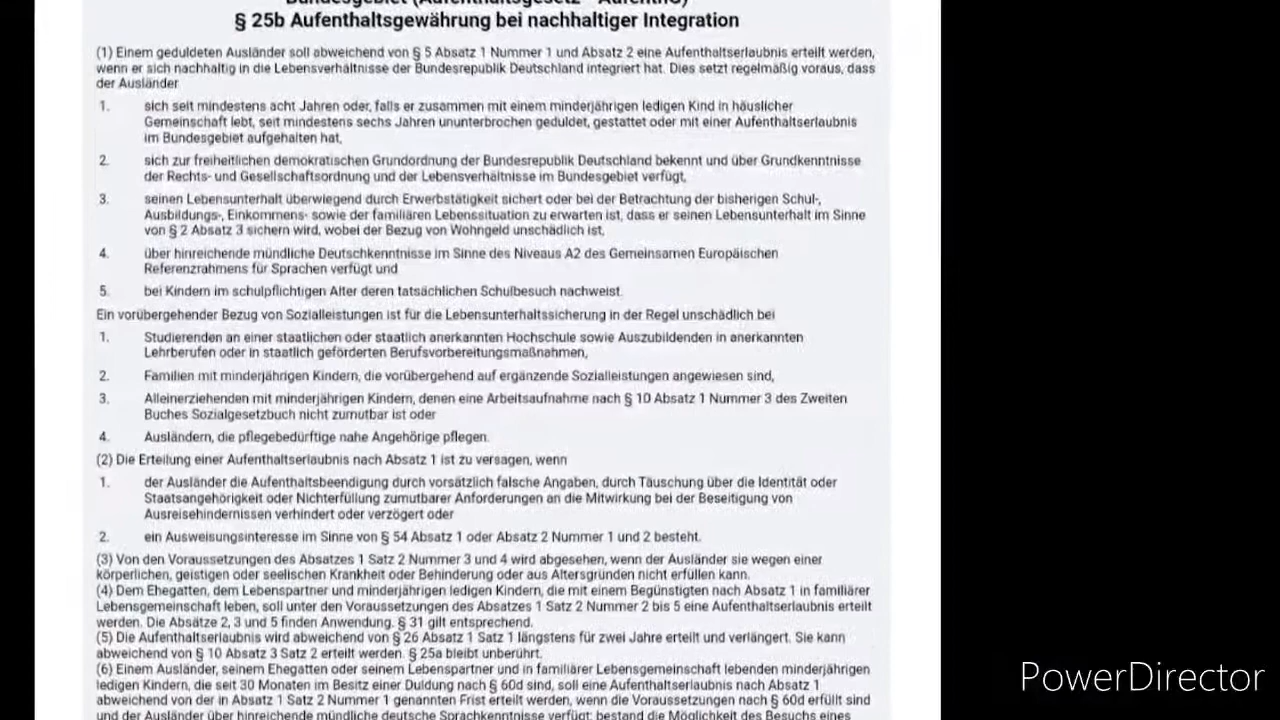 § 25b Aufenthaltsgewährung bei nachhaltiger Integration
(1) Einem geduldeten Ausländer soll abweichend von § 5 Absatz 1 Nummer 1 und Absatz 2 eine Aufenthaltserlaubnis erteilt werden,
wenn er sich nachhaltig in die Lebensverhältnisse der Bundesrepublik Deutschland integriert hat. Dies setzt regelmäßig voraus, dass
der Ausländer
1. sich seit mindestens acht Jahren oder, falls er zusammen mit einem minderjährigen ledigen Kind in häuslicher
Gemeinschaft lebt, seit mindestens sechs Jahren ununterbrochen geduldet, gestattet oder mit einer Aufenthaltserlaubnis
im Bundesgebiet aufgehalten hat,
2. sich zur freiheitlichen demokratischen Grundordnung der Bundesrepublik Deutschland bekennt und über Grundkenntnisse
der Rechts- und Gesellschaftsordnung und der Lebensverhältnisse im Bundesgebiet verfügt,
3. seinen Lebensunterhalt überwiegend durch Erwerbstätigkeit sichert oder bei der Betrachtung der bisherigen Schul-,
Ausbildungs-, Einkommens- sowie der familiären Lebenssituation zu erwarten ist, dass er seinen Lebensunterhalt im Sinne
von § 2 Absatz 3 sichern wird, wobei der Bezug von Wohngeld unschädlich ist,
4. über hinreichende mündliche Deutschkenntnisse im Sinne des Niveaus A2 des Gemeinsamen Europäischen
Referenzrahmens für Sprachen verfügt und
5. bei Kindern im schulpflichtigen Alter deren tatsächlichen Schulbesuch nachweist.
Ein vorübergehender Bezug von Sozialleistungen ist für die Lebensunterhaltssicherung in der Regel unschädlich bei
1. Studierenden an einer staatlichen oder staatlich anerkannten Hochschule sowie Auszubildenden in anerkannten
Lehrberufen oder in staatlich geförderten Berufsvorbereitungsmaßnahmen,
2. Familien mit minderjährigen Kindern, die vorübergehend auf ergänzende Sozialleistungen angewiesen sind,
3. Alleinerziehenden mit minderjährigen Kindern, denen eine Arbeitsaufnahme nach § 10 Absatz 1 Nummer 3 des Zweiten
Buches Sozialgesetzbuch nicht zumutbar ist oder
4. Ausländern, die pflegebedürftige nahe Angehörige pflegen.
(2) Die Erteilung einer Aufenthaltserlaubnis nach Absatz 1 ist zu versagen, wenn
1. der Ausländer die Aufenthaltsbeendigung durch vorsätzlich falsche Angaben, durch Täuschung über die Identität oder
Staatsangehörigkeit oder Nichterfüllung zumutbarer Anforderungen an die Mitwirkung bei der Beseitigung von
Ausreisehindernissen verhindert oder verzögert oder
2. ein Ausweisungsinteresse im Sinne von § 54 Absatz 1 oder Absatz 2 Nummer 1 und 2 besteht.
(3) Von den Voraussetzungen des Absatzes 1 Satz 2 Nummer 3 und 4 wird abgesehen, wenn der Ausländer sie wegen einer
körperlichen, geistigen oder seelischen Krankheit oder Behinderung oder aus Altersgründen nicht erfüllen kann.
(4) Dem Ehegatten, dem Lebenspartner und minderjährigen ledigen Kindern, die mit einem Begünstigten nach Absatz 1 in familiärer
Lebensgemeinschaft leben, soll unter den Voraussetzungen des Absatzes 1 Satz 2 Nummer 2 bis 5 eine Aufenthaltserlaubnis erteilt
werden. Die Absätze 2, 3 und 5 finden Anwendung. § 31 gilt entsprechend.
(5) Die Aufenthaltserlaubnis wird abweichend von § 26 Absatz 1 Satz 1 längstens für zwei Jahre erteilt und verlängert. Sie kann
abweichend von § 10 Absatz 3 Satz 2 erteilt werden. § 25a bleibt unberührt.
(6) Einem Ausländer, seinem Ehegatten oder seinem Lebenspartner und in familiärer Lebensgemeinschaft lebenden minderjährigen
ledigen Kindern, die seit 30 Monaten im Besitz einer Duldung nach § 60d sind, soll eine Aufenthaltserlaubnis nach Absatz 1
abweichend von der in Absatz 1 Satz 2 Nummer 1 genannten Frist erteilt werden, wenn die Voraussetzungen nach § 60d erfüllt sind
und der Ausländer über hinreichende mündliche deutsche Sprachkenntnisse verfügt; bestand die Möglichkeit des Besuchs eines
PowerDirector